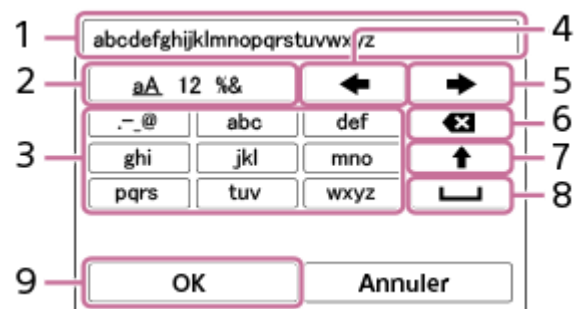 1 abcdefghijklmnopqrstuvwxyz 4
2 aA 12 %& 5
.-_@ abc def 6
3 ghi jkl mno 7
pqrs tuv wxyz 8
9 OK Annuler